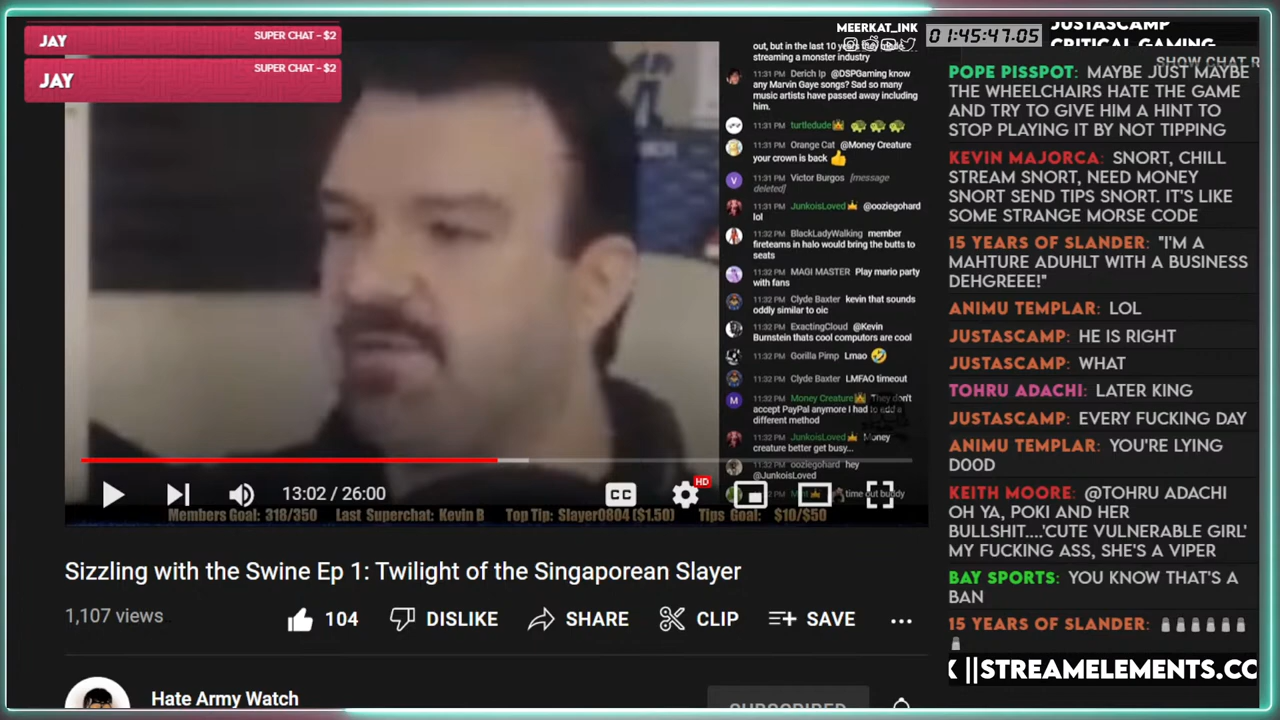 JAY
SUPER CHAT - $2
JAY
SUPER CHAT - $2
MEERKAT_INK
01:45:47.05
JUSTASCAMP
CRITICAL GAMING
SHOW CHAT R
out, but in the last 10 years
streaming a monster industry
11:31 PM Derich Ip @DSPGaming know
any Marvin Gaye songs? Sad so many
music artists have passed away including
him.
11:31 PM turtledude
11:31 PM Orange Cat @Money Creature
your crown is back
11:31 PM Victor Burgos [message
deleted]
11:31 PM JunkoisLoved @ooziegohard
lol
11:32 PM BlackLadyWalking member
fireteams in halo would bring the butts to
seats
11:32 PM MAGI MASTER Play mario party
with fans
11:32 PM Clyde Baxter kevin that sounds
oddly similar to oic
11:32 PM ExactingCloud @Kevin
Burnstein thats cool computors are cool
11:32 PM Gorilla Pimp Lmao
11:32 PM Clyde Baxter LMFAO timeout
11:32 PM Money Creature They don't
accept PayPal anymore I had to add a
different method
11:32 PM JunkoisLoved Money
creature better get busy...
11:32 PM ooziegohard hey
@JunkoisLoved
time out buddy
13:02 / 26:00
CC
HD
Members Goal: 318/350 Last Superchat: Kevin B Top Tip: Slayer0804 ($1.50) Tips Goal: $10/$50
Sizzling with the Swine Ep 1: Twilight of the Singaporean Slayer
1,107 views
104
DISLIKE
SHARE
CLIP
SAVE
Hate Army Watch
SUBSCRIBED
POPE PISSPOT: MAYBE JUST MAYBE
THE WHEELCHAIRS HATE THE GAME
AND TRY TO GIVE HIM A HINT TO
STOP PLAYING IT BY NOT TIPPING
KEVIN MAJORCA: SNORT, CHILL
STREAM SNORT, NEED MONEY
SNORT SEND TIPS SNORT. IT'S LIKE
SOME STRANGE MORSE CODE
15 YEARS OF SLANDER: "I'M A
MAHTURE ADUHLT WITH A BUSINESS
DEHGREEE!"
ANIMU TEMPLAR: LOL
JUSTASCAMP: HE IS RIGHT
JUSTASCAMP: WHAT
TOHRU ADACHI: LATER KING
JUSTASCAMP: EVERY FUCKING DAY
ANIMU TEMPLAR: YOU'RE LYING
DOOD
KEITH MOORE: @TOHRU ADACHI
OH YA, POKI AND HER
BULLSHIT....'CUTE VULNERABLE GIRL'
MY FUCKING ASS, SHE'S A VIPER
BAY SPORTS: YOU KNOW THAT'S A
BAN
15 YEARS OF SLANDER:
||STREAMELEMENTS.CC